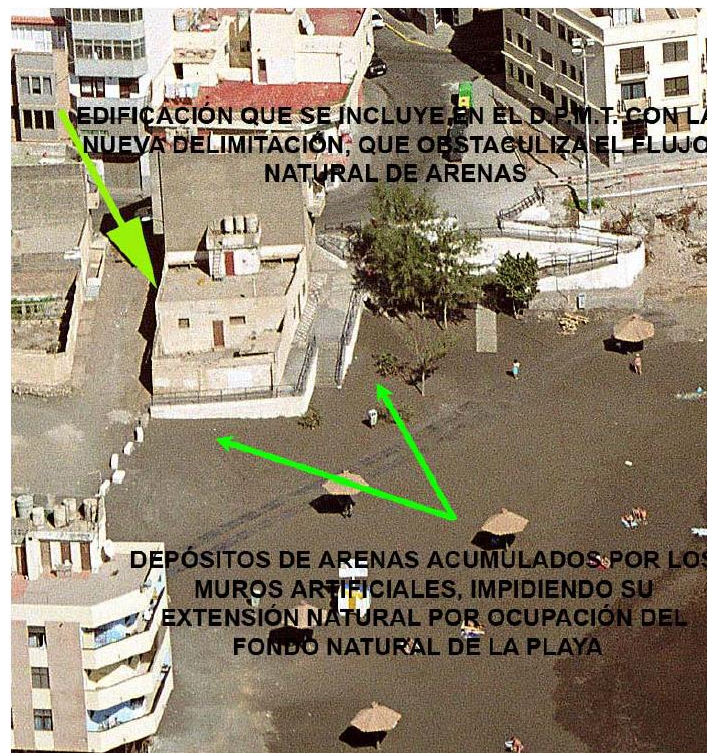 EDIFICACIÓN QUE SE INCLUYE EN EL D.P.M.T. CON LA
NUEVA DELIMITACIÓN, QUE OBSTACULIZA EL FLUJO
NATURAL DE ARENAS
DEPÓSITOS DE ARENAS ACUMULADOS POR LOS
MUROS ARTIFICIALES, IMPIDIENDO SU
EXTENSIÓN NATURAL POR OCUPACIÓN DEL
FONDO NATURAL DE LA PLAYA